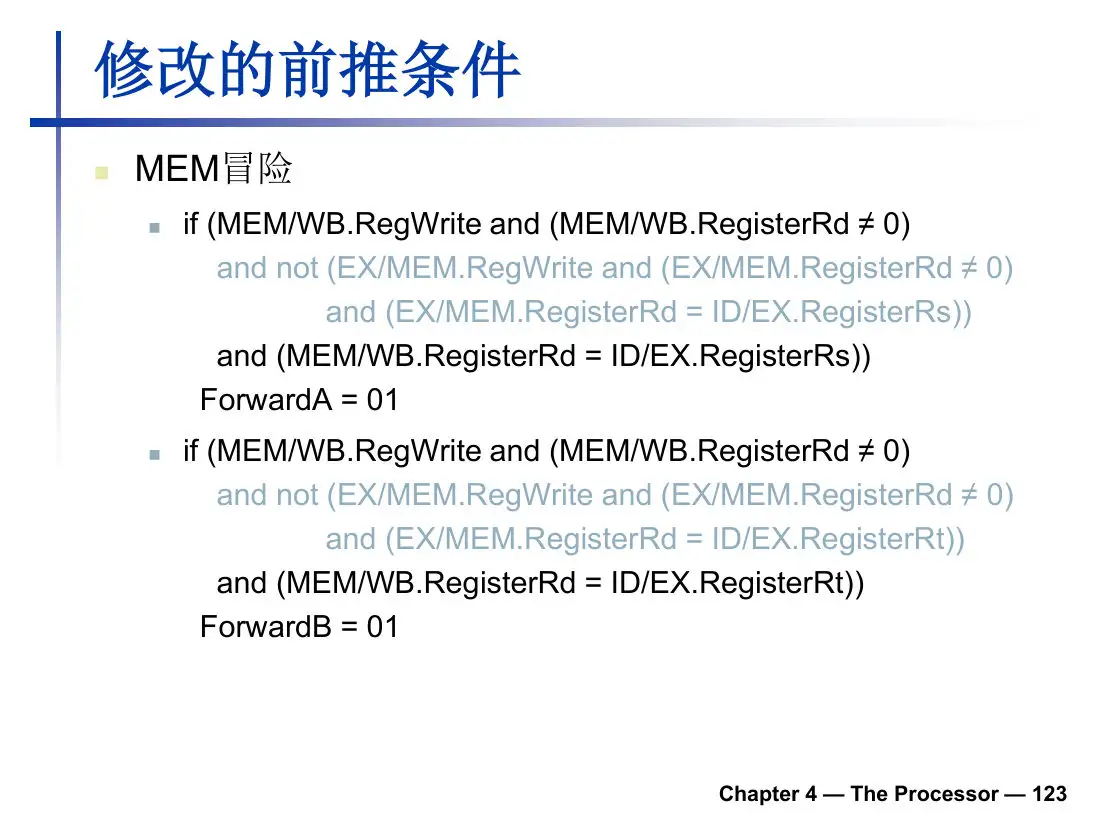 修改的前推条件
MEM冒险
if (MEM/WB.RegWrite and (MEM/WB.RegisterRd ≠ 0)
and not (EX/MEM.RegWrite and (EX/MEM.RegisterRd ≠ 0)
and (EX/MEM.RegisterRd = ID/EX.RegisterRs))
and (MEM/WB.RegisterRd = ID/EX.RegisterRs))
ForwardA = 01
if (MEM/WB.RegWrite and (MEM/WB.RegisterRd ≠ 0)
and not (EX/MEM.RegWrite and (EX/MEM.RegisterRd ≠ 0)
and (EX/MEM.RegisterRd = ID/EX.RegisterRt))
and (MEM/WB.RegisterRd = ID/EX.RegisterRt))
ForwardB = 01
Chapter 4 — The Processor — 123